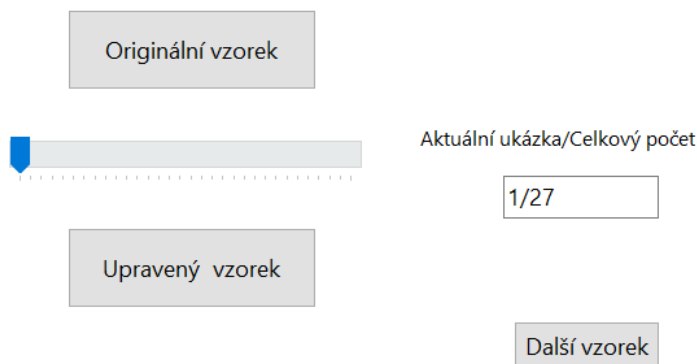 Originální vzorek
Aktuální ukázka/Celkový počet
1/27
Upravený vzorek
Další vzorek